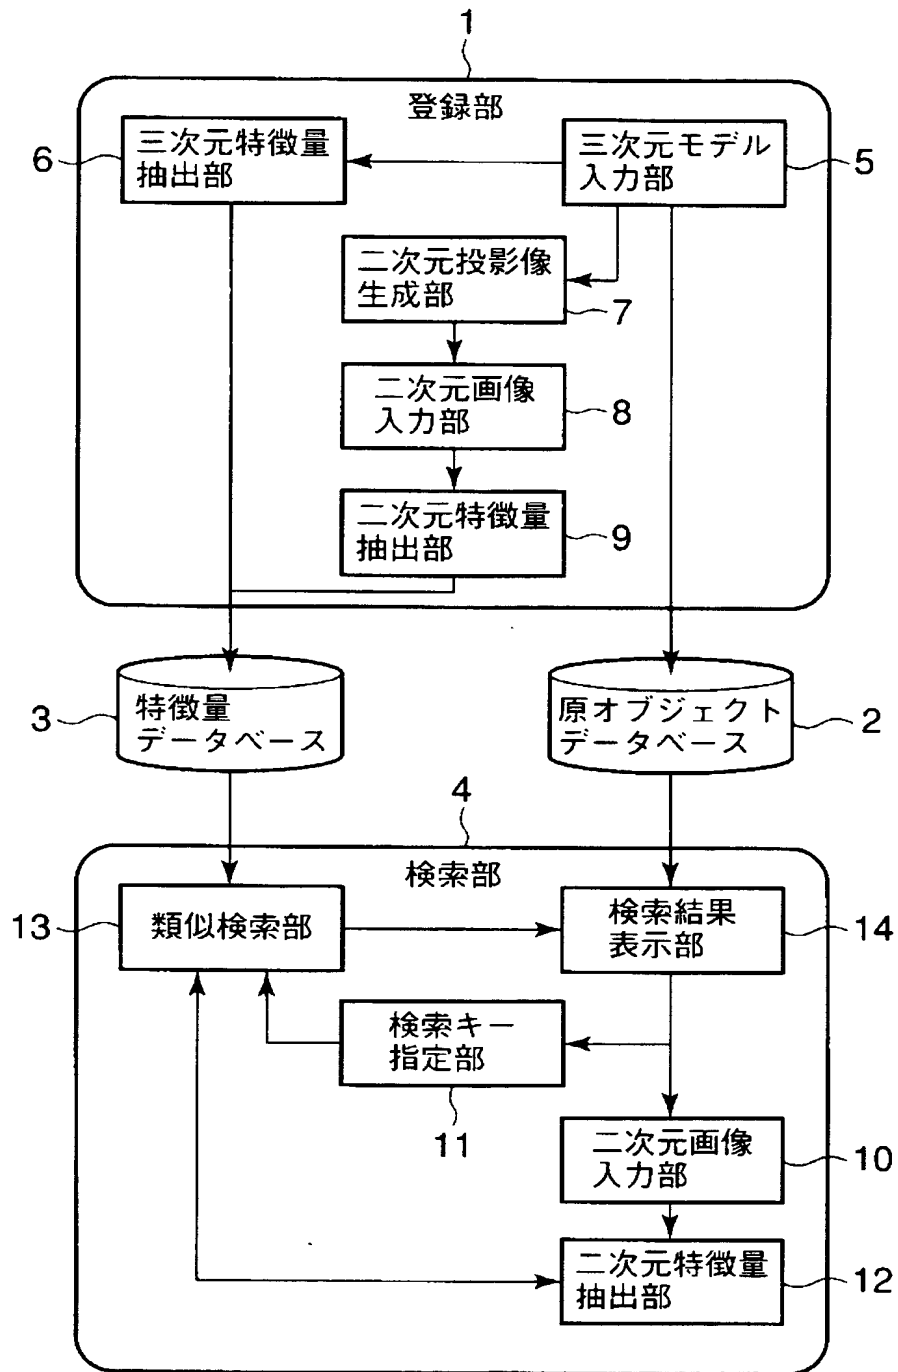 1
登録部
三次元特徴量
抽出部
6
三次元モデル
入力部
5
二次元投影像
生成部
7
二次元画像
入力部
8
二次元特徴量
抽出部
9
特徴量
データベース
3
原オブジェクト
データベース
2
4
検索部
13
類似検索部
検索結果
表示部
14
検索キー
指定部
11
二次元画像
入力部
10
二次元特徴量
抽出部
12